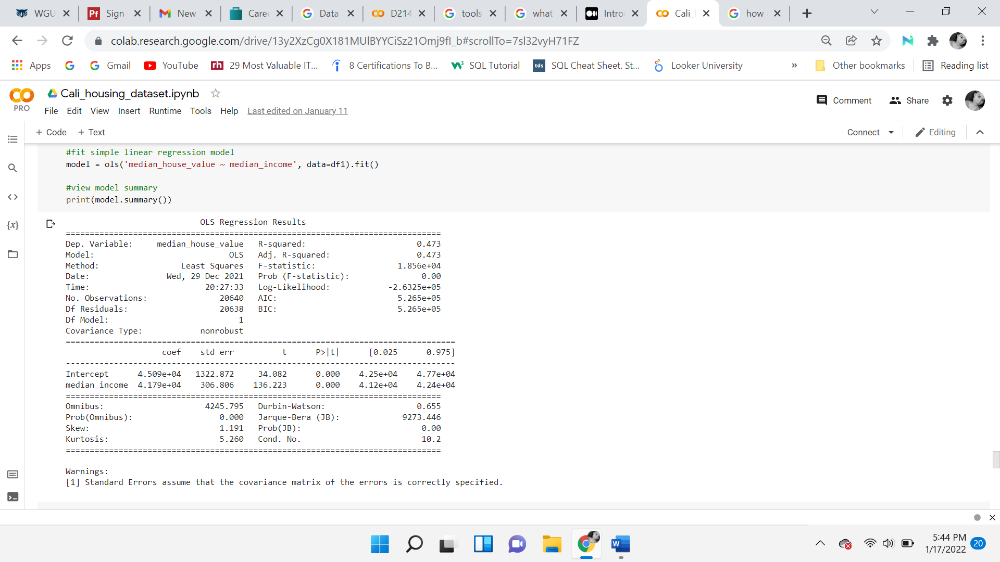 WGU
Sign
New
Caree
Data
D214
tools
what
Intro
Cali_
how
colab.research.google.com/drive/13y2XzCg0X181MUlBYYCiSz21Omj9fI_b#scrollTo=7sl32vyH71FZ
Apps
Gmail
YouTube
rh 29 Most Valuable IT...
8 Certifications To B...
SQL Tutorial
tds SQL Cheat Sheet. St...
Looker University
»
Other bookmarks
Reading list
PRO
Cali_housing_dataset.ipynb
File Edit View Insert Runtime Tools Help Last edited on January 11
Comment Share
+ Code + Text
Connect Editing
#fit simple linear regression model
model = ols('median_house_value ~ median_income', data=df1).fit()
#view model summary
print(model.summary())
OLS Regression Results
==============================================================================
Dep. Variable: median_house_value R-squared: 0.473
Model: OLS Adj. R-squared: 0.473
Method: Least Squares F-statistic: 1.856e+04
Date: Wed, 29 Dec 2021 Prob (F-statistic): 0.00
Time: 20:27:33 Log-Likelihood: -2.6325e+05
No. Observations: 20640 AIC: 5.265e+05
Df Residuals: 20638 BIC: 5.265e+05
Df Model: 1
Covariance Type: nonrobust
=================================================================================
coef std err t P>|t| [0.025 0.975]
---------------------------------------------------------------------------------
Intercept 4.509e+04 1322.872 34.082 0.000 4.25e+04 4.77e+04
median_income 4.179e+04 306.806 136.223 0.000 4.12e+04 4.24e+04
==============================================================================
Omnibus: 4245.795 Durbin-Watson: 0.655
Prob(Omnibus): 0.000 Jarque-Bera (JB): 9273.446
Skew: 1.191 Prob(JB): 0.00
Kurtosis: 5.260 Cond. No. 10.2
==============================================================================
Warnings:
[1] Standard Errors assume that the covariance matrix of the errors is correctly specified.
5:44 PM
1/17/2022
20